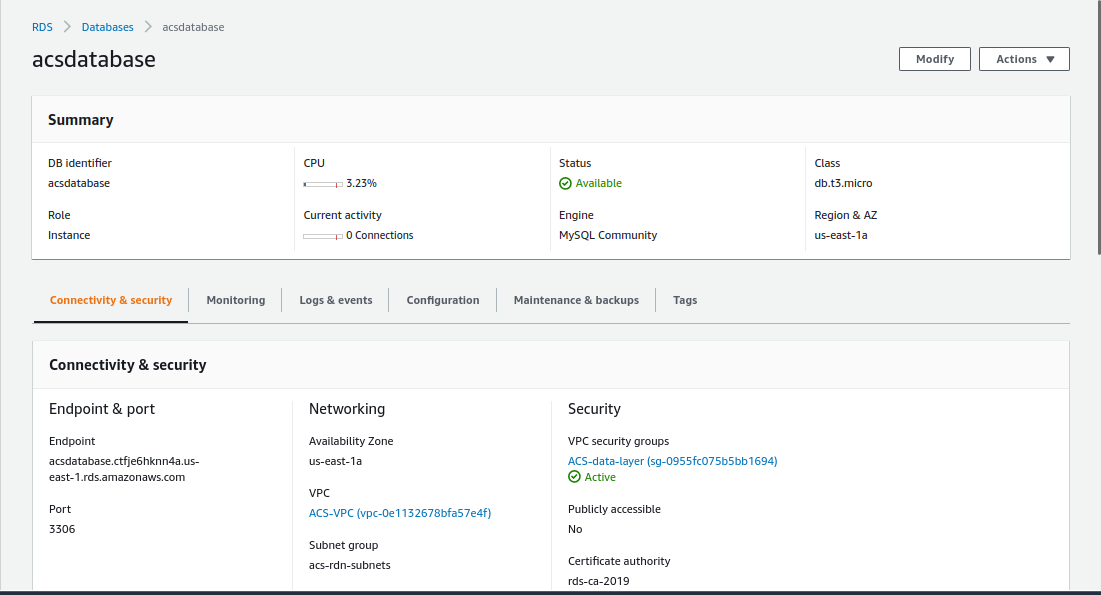 RDS > Databases > acsdatabase
acsdatabase
Modify
Actions ▼
Summary
DB identifier
acsdatabase
Role
Instance
CPU
3.23%
Current activity
0 Connections
Status
Available
Engine
MySQL Community
Class
db.t3.micro
Region & AZ
us-east-1a
Connectivity & security
Monitoring
Logs & events
Configuration
Maintenance & backups
Tags
Connectivity & security
Endpoint & port
Endpoint
acsdatabase.ctfje6hknn4a.us-
east-1.rds.amazonaws.com
Port
3306
Networking
Availability Zone
us-east-1a
VPC
ACS-VPC (vpc-0e1132678bfa57e4f)
Subnet group
acs-rdn-subnets
Security
VPC security groups
ACS-data-layer (sg-0955fc075b5bb1694)
Active
Publicly accessible
No
Certificate authority
rds-ca-2019